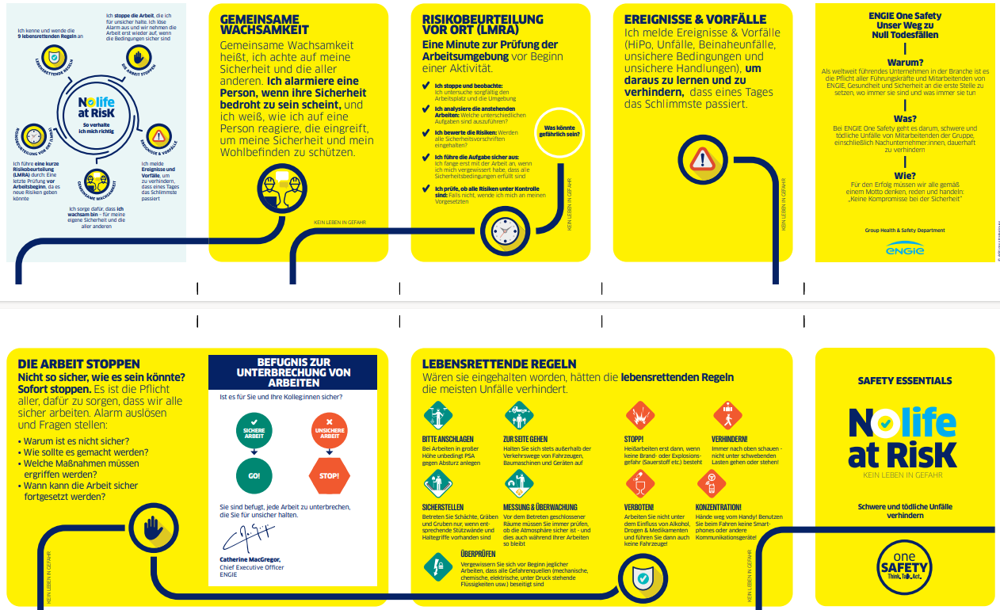 Ich kenne und wende die
9 lebensrettenden Regeln an
Ich stoppe die Arbeit, die ich
für unsicher halte. Ich löse
Alarm aus und wir nehmen die
Arbeit erst wieder auf, wenn
die Bedingungen sicher sind
LEBENSRETTENDE REGELN
DIE ARBEIT STOPPEN
No life
at RisK
So verhalte
ich mich richtig
RISIKOBEURTEILUNG VOR ORT (LMRA)
EREIGNISSE & VORFÄLLE
GEMEINSAME WACHSAMKEIT
Ich führe eine kurze
Risikobeurteilung
(LMRA) durch: Eine
letzte Prüfung vor
Arbeitsbeginn, da es
neue Risiken geben
könnte
Ich melde
Ereignisse und
Vorfälle, um
zu verhindern,
dass eines Tages
das Schlimmste
passiert
Ich sorge dafür, dass ich
wachsam bin - für meine
eigene Sicherheit und die
aller anderen
GEMEINSAME
WACHSAMKEIT
Gemeinsame Wachsamkeit
heißt, ich achte auf meine
Sicherheit und die aller
anderen. Ich alarmiere eine
Person, wenn ihre Sicherheit
bedroht zu sein scheint, und
ich weiß, wie ich auf eine
Person reagiere, die eingreift,
um meine Sicherheit und mein
Wohlbefinden zu schützen.
KEIN LEBEN IN GEFAHR
RISIKOBEURTEILUNG
VOR ORT (LMRA)
Eine Minute zur Prüfung der
Arbeitsumgebung vor Beginn
einer Aktivität.
Ich stoppe und beobachte:
Ich untersuche sorgfältig den
Arbeitsplatz und die Umgebung
Ich analysiere die anstehenden
Arbeiten: Welche unterschiedlichen
Aufgaben sind auszuführen?
Ich bewerte die Risiken: Werden
alle Sicherheitsvorschriften
eingehalten?
Ich führe die Aufgabe sicher aus:
Ich fange erst mit der Arbeit an, wenn
ich mich vergewissert habe, dass alle
Sicherheitsbedingungen erfüllt sind
Ich prüfe, ob alle Risiken unter Kontrolle
sind: Falls nicht, wende ich mich an meinen
Vorgesetzten
Was könnte
gefährlich sein?
KEIN LEBEN IN GEFAHR
EREIGNISSE & VORFÄLLE
Ich melde Ereignisse & Vorfälle
(HiPo, Unfälle, Beinaheunfälle,
unsichere Bedingungen und
unsichere Handlungen), um
daraus zu lernen und zu
verhindern, dass eines Tages
das Schlimmste passiert.
KEIN LEBEN IN GEFAHR
ENGIE One Safety
Unser Weg zu
Null Todesfällen
Warum?
Als weltweit führendes Unternehmen in der Branche ist es
die Pflicht aller Führungskräfte und Mitarbeitenden von
ENGIE, Gesundheit und Sicherheit an die erste Stelle zu
setzen, wo immer sie sind und was immer sie tun
Was?
Bei ENGIE One Safety geht es darum, schwere und
tödliche Unfälle von Mitarbeitenden der Gruppe,
einschließlich Nachunternehmer:innen, dauerhaft
zu verhindern
Wie?
Für den Erfolg müssen wir alle gemäß
einem Motto denken, reden und handeln:
„Keine Kompromisse bei der Sicherheit“
Group Health & Safety Department
ENGIE
DIE ARBEIT STOPPEN
Nicht so sicher, wie es sein könnte?
Sofort stoppen. Es ist die Pflicht
aller, dafür zu sorgen, dass wir alle
sicher arbeiten. Alarm auslösen
und Fragen stellen:
• Warum ist es nicht sicher?
• Wie sollte es gemacht werden?
• Welche Maßnahmen müssen
ergriffen werden?
• Wann kann die Arbeit sicher
fortgesetzt werden?
KEIN LEBEN IN GEFAHR
BEFUGNIS ZUR
UNTERBRECHUNG VON
ARBEITEN
Ist es für Sie und Ihre Kolleg:innen sicher?
SICHERE
ARBEIT
UNSICHERE
ARBEIT
GO!
STOP!
Sie sind befugt, jede Arbeit zu unterbrechen,
die Sie für unsicher halten.
Catherine MacGregor,
Chief Executive Officer
ENGIE
LEBENSRETTENDE REGELN
Wären sie eingehalten worden, hätten die lebensrettenden Regeln
die meisten Unfälle verhindert.
BITTE ANSCHLAGEN
Bei Arbeiten in großer
Höhe unbedingt PSA
gegen Absturz anlegen
ZUR SEITE GEHEN
Halten Sie sich stets außerhalb der
Verkehrswege von Fahrzeugen,
Baumaschinen und Geräten auf
STOPP!
Heißarbeiten erst dann, wenn
keine Brand- oder Explosions-
gefahr (Sauerstoff etc.) besteht
VERHINDERN!
Immer nach oben schauen -
nicht unter schwebenden
Lasten gehen oder stehen!
SICHERSTELLEN
Betreten Sie Schächte, Gräben
und Gruben nur, wenn ent-
sprechende Stützwände und
Haltegriffe vorhanden sind
MESSUNG & ÜBERWACHUNG
Vor dem Betreten geschlossener
Räume müssen Sie immer prüfen,
ob die Atmosphäre sicher ist - und
dies auch während Ihrer Arbeiten
so bleibt
VERBOTEN!
Arbeiten Sie nicht unter
dem Einfluss von Alkohol,
Drogen & Medikamenten
und führen Sie dann auch
keine Fahrzeuge!
KONZENTRATION!
Hände weg vom Handy! Benutzen
Sie beim Fahren keine Smart-
phones oder andere
Kommunikationsgeräte!
ÜBERPRÜFEN
Vergewissern Sie sich vor Beginn jeglicher
Arbeiten, dass alle Gefahrenquellen (mechanische,
chemische, elektrische, unter Druck stehende
Flüssigkeiten usw.) beseitigt sind
KEIN LEBEN IN GEFAHR
SAFETY ESSENTIALS
No life
at RisK
KEIN LEBEN IN GEFAHR
Schwere und tödliche Unfälle
verhindern
one
SAFETY
Think. Talk. Act.